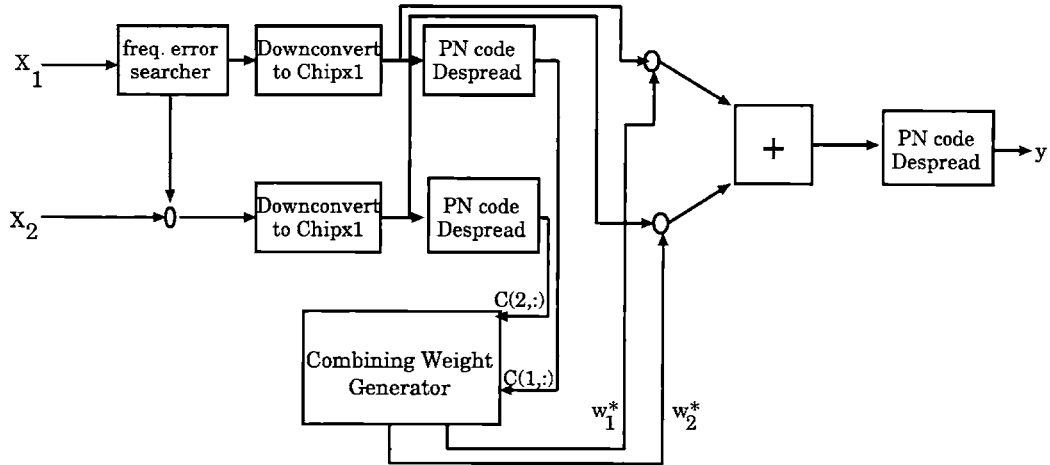 X1
freq. error
searcher
Downconvert
to Chipx1
PN code
Despread
X2
Downconvert
to Chipx1
PN code
Despread
+
PN code
Despread
y
C(2,:)
Combining Weight
Generator
C(1,:)
w1*
w2*